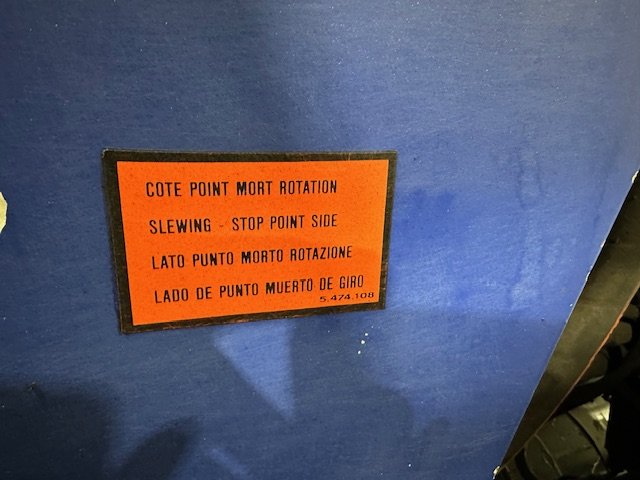 COTE POINT MORT ROTATION
SLEWING - STOP POINT SIDE
LATO PUNTO MORTO ROTAZIONE
LADO DE PUNTO MUERTO DE GIRO
5.474.108